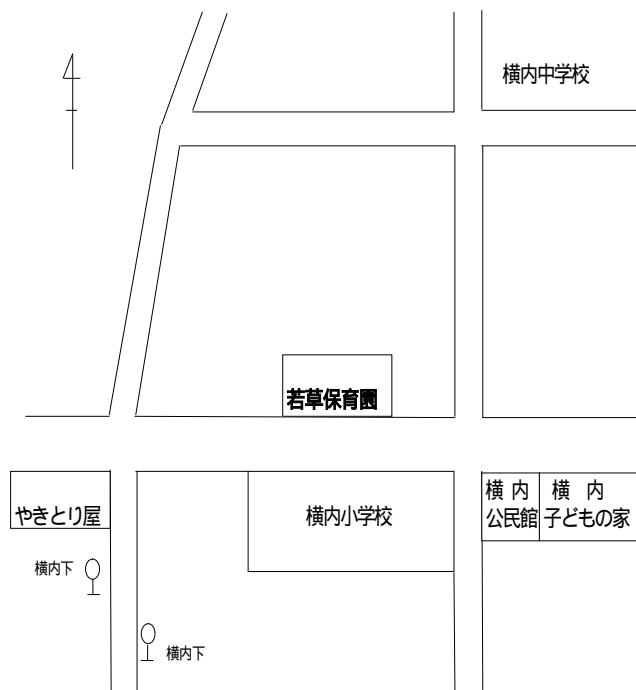 横内中学校
若草保育園
やきとり屋
横内小学校
横 内
公民館
横 内
子どもの家
横内下
横内下